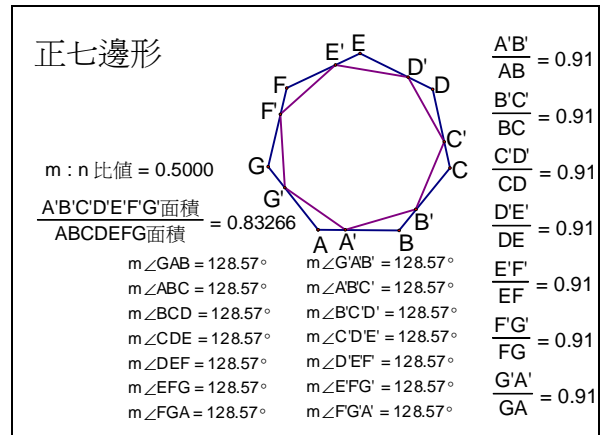 正七邊形
E
E'
D'
F
D
F'
C'
G
C
G'
B'
A
A'
B
m : n 比值 = 0.5000
A'B'C'D'E'F'G'面積
ABCDEFG面積
= 0.83266
m∠GAB = 128.57°
m∠ABC = 128.57°
m∠BCD = 128.57°
m∠CDE = 128.57°
m∠DEF = 128.57°
m∠EFG = 128.57°
m∠FGA = 128.57°
m∠G'A'B' = 128.57°
m∠A'B'C' = 128.57°
m∠B'C'D' = 128.57°
m∠C'D'E' = 128.57°
m∠D'E'F' = 128.57°
m∠E'F'G' = 128.57°
m∠F'G'A' = 128.57°
A'B'
AB
= 0.91
B'C'
BC
= 0.91
C'D'
CD
= 0.91
D'E'
DE
= 0.91
E'F'
EF
= 0.91
F'G'
FG
= 0.91
G'A'
GA
= 0.91